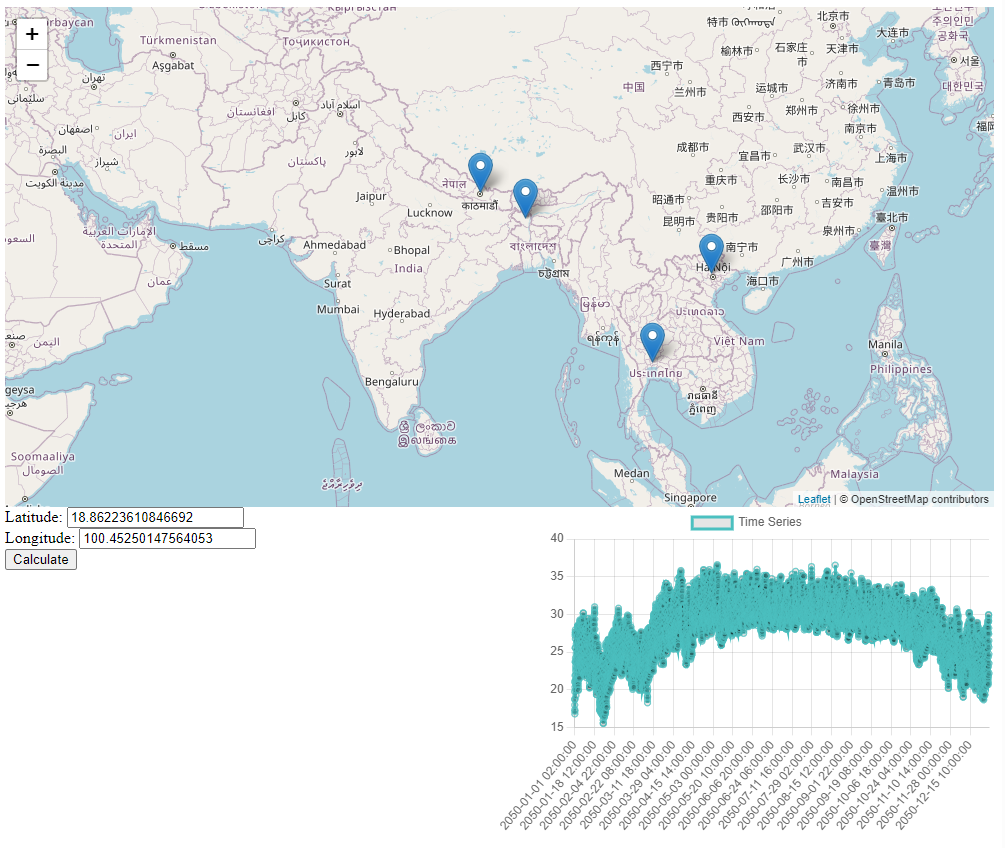 +
−
Türkmenistan
Aşgabat
Тоҷикистон
تهران
سليمانی
اصفهان
ایران
شیراز
البصرة
مدينة الكويت
افغانستان
کابل
اسلام آباد
پاکستان
لاہور
नेपाल
काठमाडौं
Jaipur
Lucknow
کراچی
Ahmedabad
Bhopal
India
Surat
Mumbai
Hyderabad
Bengaluru
বাংলাদেশ
চট্টগ্রাম
الإمارات العربية
المتحدة
مسقط
عمان
اليمن
Soomaaliya
الصومال
ශ්‍රී ලංකාව
இலங்கை
ދިވެހިރާއްޖެ
မြန်မာ
ရန်ကုန်
ປະເທດລາວ
Hà Nội
Việt Nam
ประเทศไทย
រាជធានី
ភ្នំពេញ
Medan
Singapore
Malaysia
Manila
Philippines
特市
北京市
大连市
天津市
石家庄
市
榆林市
西宁市
兰州市
中国
运城市
济南市
青岛市
郑州市
徐州市
西安市
南京市
成都市
宜昌市
武汉市
上海市
重庆市
长沙市
南昌市
温州市
昭通市
贵阳市
邵阳市
吉安市
昆明市
臺北市
泉州市
臺灣
南宁市
广州市
海口市
주의인민
공화국
서울
대한민국
福岡
Leaflet | © OpenStreetMap contributors
Latitude: 18.86223610846692
Longitude: 100.45250147564053
Calculate
Time Series
40
35
30
25
20
15
2050-01-01 02:00:00
2050-01-18 12:00:00
2050-02-04 22:00:00
2050-02-22 08:00:00
2050-03-11 18:00:00
2050-03-29 04:00:00
2050-04-15 14:00:00
2050-05-03 00:00:00
2050-05-20 10:00:00
2050-06-06 20:00:00
2050-06-24 06:00:00
2050-07-11 16:00:00
2050-07-29 02:00:00
2050-08-15 12:00:00
2050-09-01 22:00:00
2050-09-19 08:00:00
2050-10-06 18:00:00
2050-10-24 04:00:00
2050-11-10 14:00:00
2050-11-28 00:00:00
2050-12-15 10:00:00